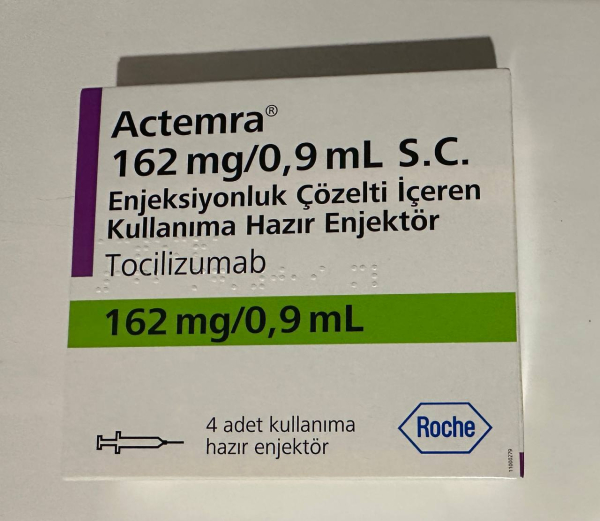 Actemra®
162 mg/0,9 mL S.C.
Enjeksiyonluk Çözelti İçeren
Kullanıma Hazır Enjektör
Tocilizumab
162 mg/0,9 mL
4 adet kullanıma
hazır enjektör
Roche